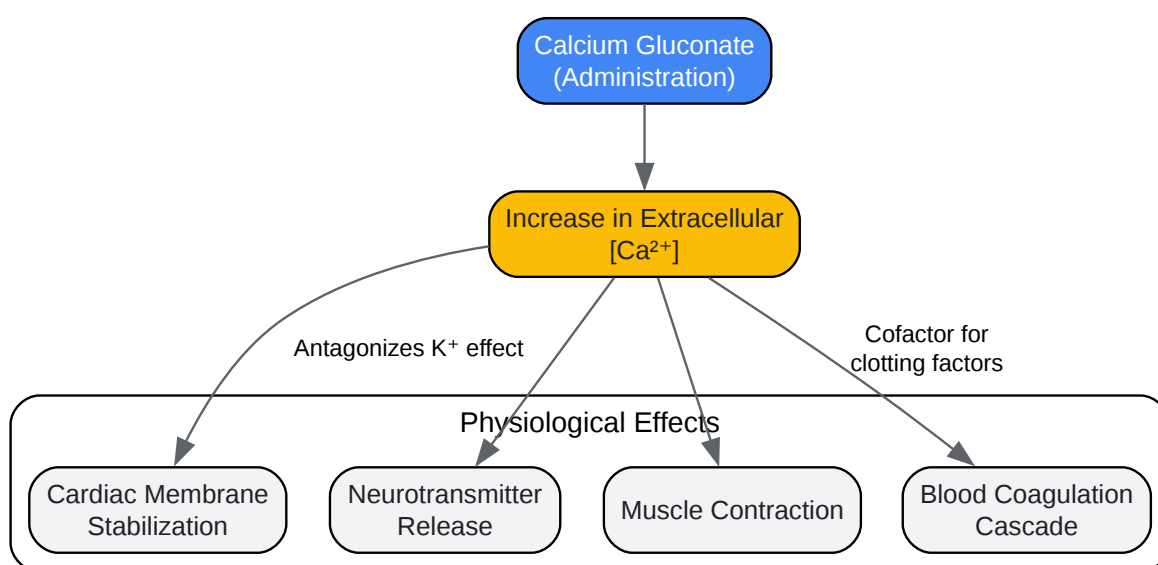 Calcium Gluconate
(Administration)
Increase in Extracellular
[Ca²⁺]
Antagonizes K⁺ effect
Cofactor for
clotting factors
Physiological Effects
Cardiac Membrane
Stabilization
Neurotransmitter
Release
Muscle Contraction
Blood Coagulation
Cascade